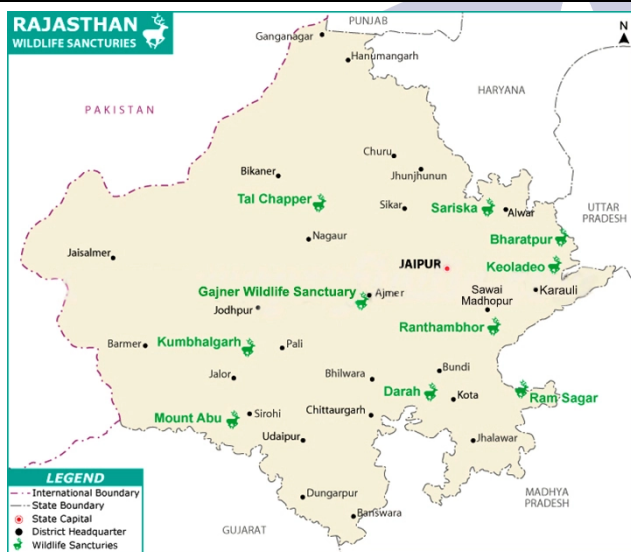 RAJASTHAN
WILDLIFE SANCTURIES
PUNJAB
N
Ganganagar
Hanumangarh
HARYANA
PAKISTAN
Churu
Jhunjhunun
Bikaner
Tal Chapper
Sikar
Sariska
Alwar
UTTAR
PRADESH
Nagaur
Bharatpur
Jaisalmer
JAIPUR
Keoladeo
Gajner Wildlife Sanctuary
Ajmer
Sawai
Madhopur
Karauli
Jodhpur
Ranthambhor
Barmer
Kumbhalgarh
Pali
Jalor
Bhilwara
Bundi
Darah
Kota
Ram Sagar
Mount Abu
Sirohi
Chittaurgarh
Udaipur
Jhalawar
LEGEND
International Boundary
State Boundary
State Capital
District Headquarter
Wildlife Sancturies
Dungarpur
Banswara
GUJARAT
MADHYA
PRADESH